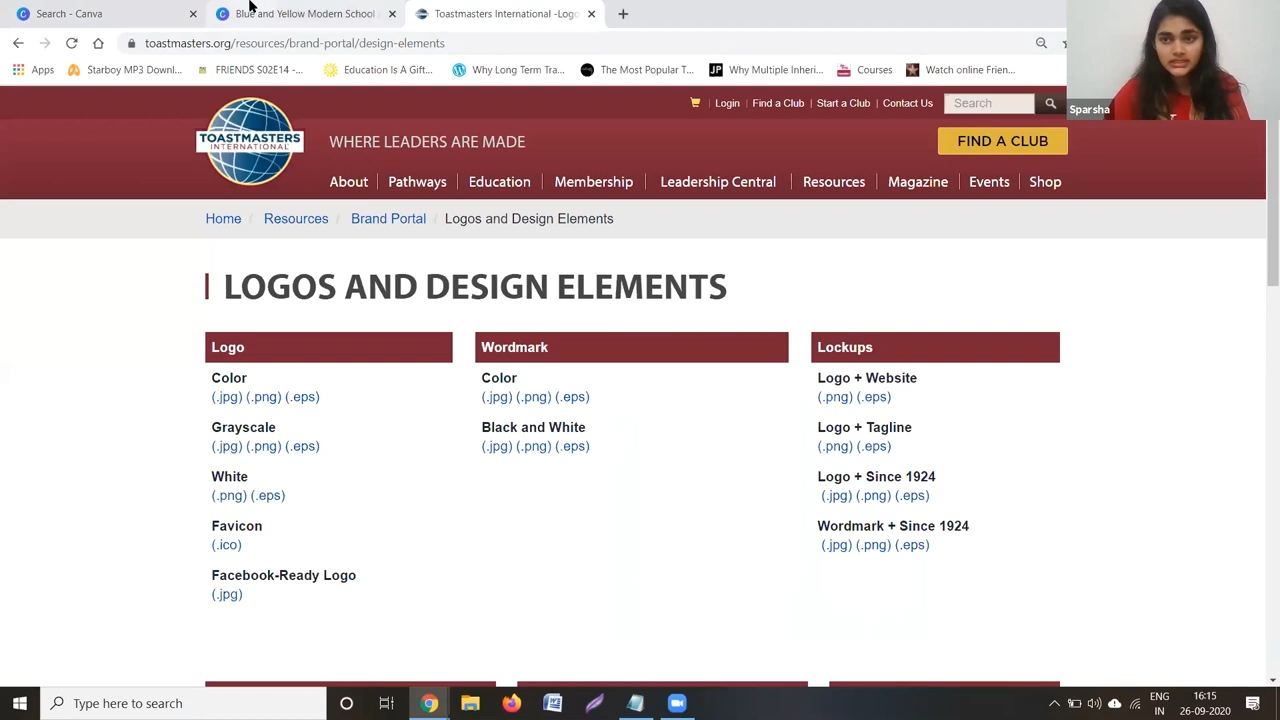 Search - Canva
Blue and Yellow Modern School
Toastmasters International -Logo
toastmasters.org/resources/brand-portal/design-elements
Apps
Starboy MP3 Downl...
FRIENDS S02E14 -...
Education Is A Gift...
Why Long Term Tra...
The Most Popular T...
JP Why Multiple Inheri...
Courses
Watch online Frien...
Sparsha
Login Find a Club Start a Club Contact Us Search
TOASTMASTERS
INTERNATIONAL
WHERE LEADERS ARE MADE
FIND A CLUB
About Pathways Education Membership Leadership Central Resources Magazine Events Shop
Home / Resources / Brand Portal / Logos and Design Elements
LOGOS AND DESIGN ELEMENTS
Logo
Color
(.jpg) (.png) (.eps)
Grayscale
(.jpg) (.png) (.eps)
White
(.png) (.eps)
Favicon
(.ico)
Facebook-Ready Logo
(.jpg)
Wordmark
Color
(.jpg) (.png) (.eps)
Black and White
(.jpg) (.png) (.eps)
Lockups
Logo + Website
(.png) (.eps)
Logo + Tagline
(.png) (.eps)
Logo + Since 1924
(.jpg) (.png) (.eps)
Wordmark + Since 1924
(.jpg) (.png) (.eps)
Type here to search
ENG
IN
16:15
26-09-2020